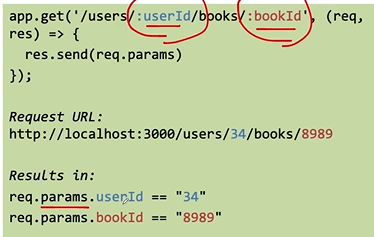 app.get('/users/:userId/books/:bookId', (req,
res) => {
res.send(req.params)
});
Request URL:
http://localhost:3000/users/34/books/8989
Results in:
req.params.userId == "34"
req.params.bookId == "8989"